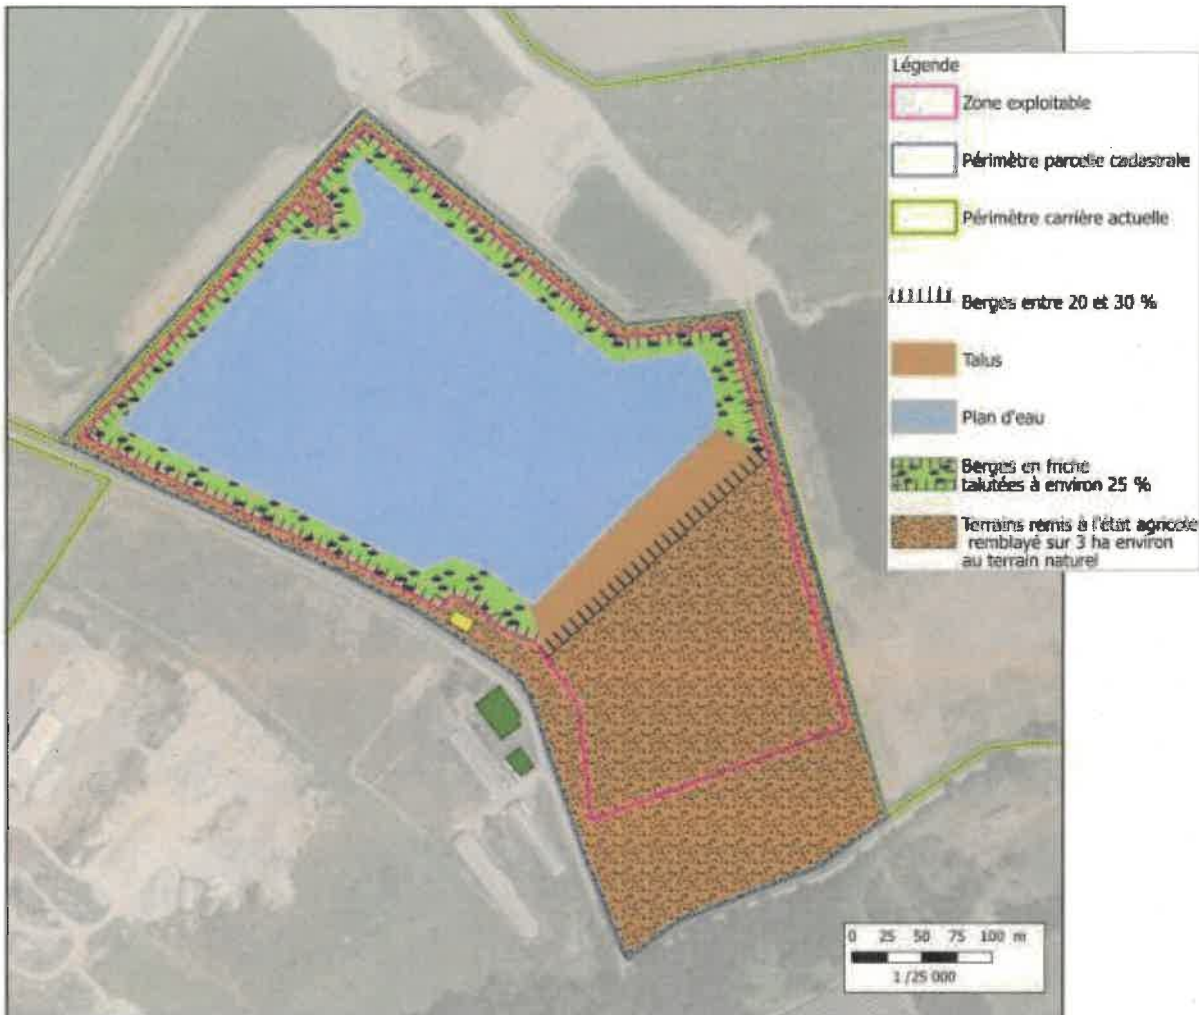 Légende
Zone exploitable
Périmètre parcelle cadastrale
Périmètre carrière actuelle
Berges entre 20 et 30 %
Talus
Plan d'eau
Berges en friche
talutées à environ 25 %
Terrains remis à l'état agricole
remblayé sur 3 ha environ
au terrain naturel
0 25 50 75 100 m
1 /25 000